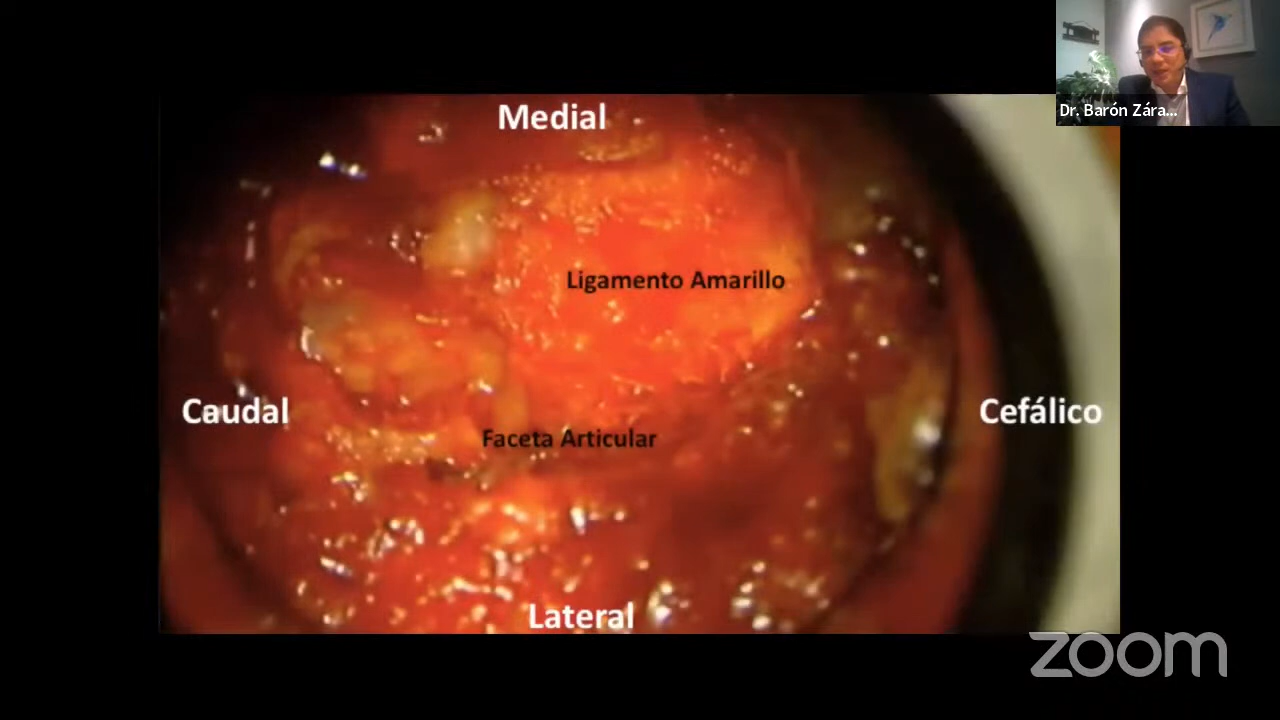 Dr. Barón Zára...
Medial
Ligamento Amarillo
Caudal
Cefálico
Faceta Articular
Lateral
zoom